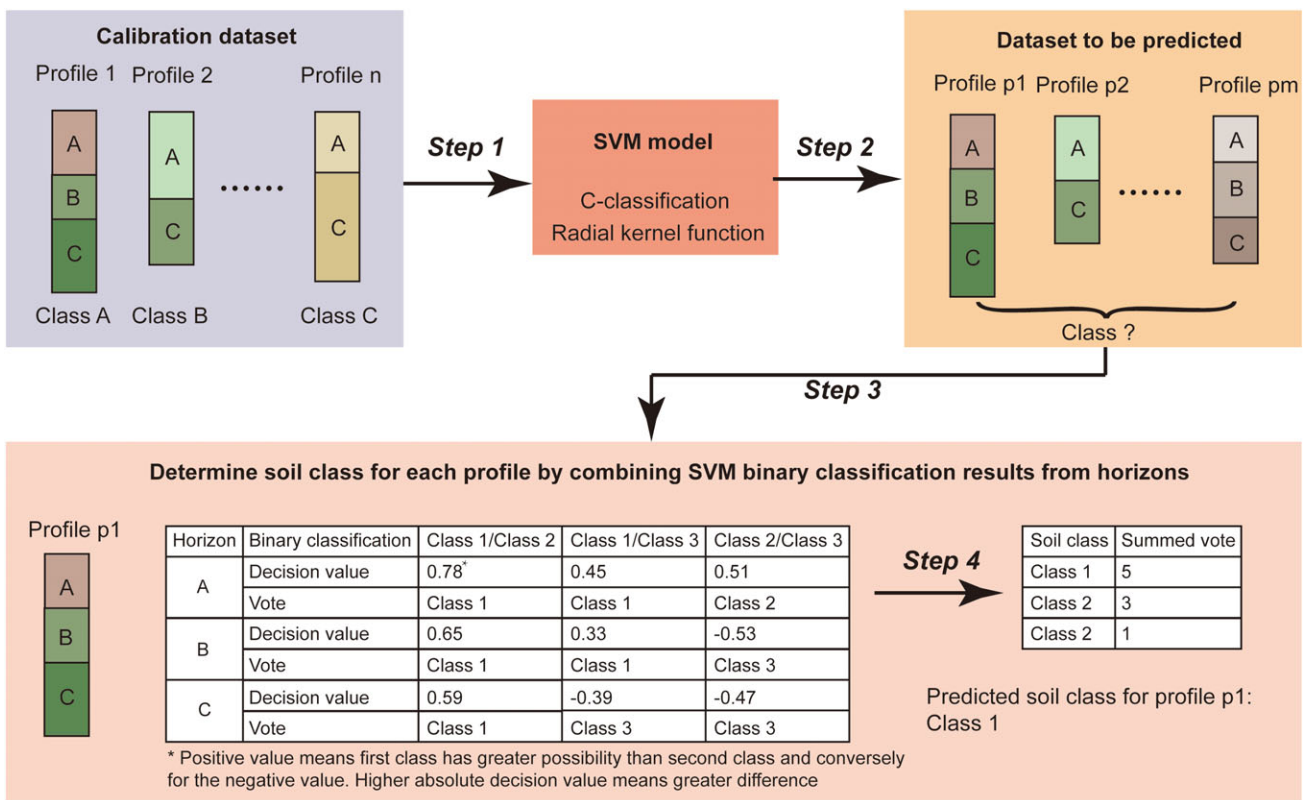 Calibration dataset
Profile 1 Profile 2 Profile n
A
B
C
A
C
......
A
C
Class A Class B Class C
Step 1
SVM model
C-classification
Radial kernel function
Step 2
Dataset to be predicted
Profile p1 Profile p2 Profile pm
A
B
C
A
C
......
A
B
C
Class ?
Step 3
Determine soil class for each profile by combining SVM binary classification results from horizons
Profile p1
A
B
C
Horizon Binary classification Class 1/Class 2 Class 1/Class 3 Class 2/Class 3
A
Decision value 0.78* 0.45 0.51
Vote Class 1 Class 1 Class 2
B
Decision value 0.65 0.33 -0.53
Vote Class 1 Class 1 Class 3
C
Decision value 0.59 -0.39 -0.47
Vote Class 1 Class 3 Class 3
* Positive value means first class has greater possibility than second class and conversely
for the negative value. Higher absolute decision value means greater difference
Step 4
Soil class Summed vote
Class 1 5
Class 2 3
Class 2 1
Predicted soil class for profile p1:
Class 1